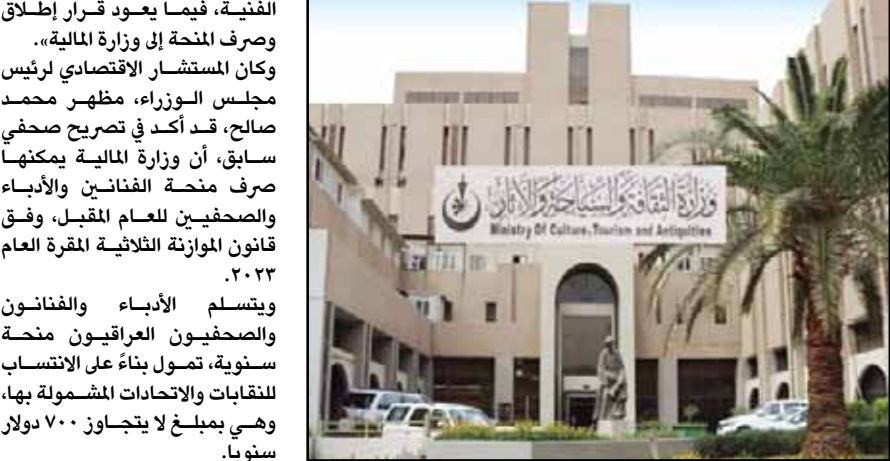 الفنية، فيما يعود قرار إطلاق
وصرف المنحة إلى وزارة المالية».
وكان المستشار الاقتصادي لرئيس
مجلس الوزراء، مظهر محمد
صالح، قد أكد في تصريح صحفي
سابق، أن وزارة المالية يمكنها
صرف منحة الفنانين والأدباء
والصحفيين للعام المقبل، وفق
قانون الموازنة الثلاثية المقرة العام
٢٠٢٣.
ويتسلم الأدباء والفنانون
والصحفيون العراقيون منحة
سنوية، تمول بناءً على الانتساب
للنقابات والاتحادات المشمولة بها،
وهي بمبلغ لا يتجاوز ٧٠٠ دولار
سنويا.
وزارة الثقافة والسياحة والآثار
Ministry Of Culture, Tourism and Antiquities